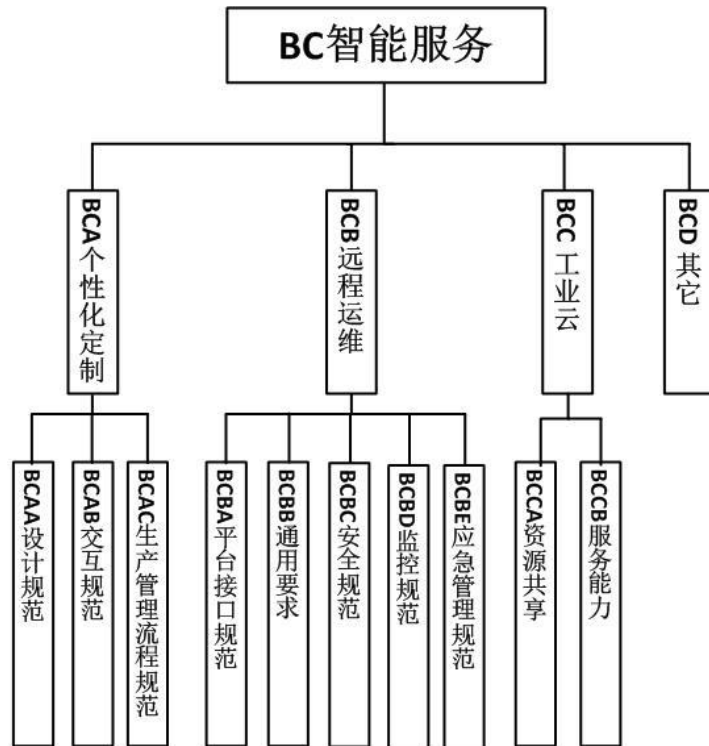 BC智能服务
BCA个性化定制
BCB远程运维
BCC 工业云
BCD 其它
BCAA设计规范
BCAB交互规范
BCAC生产管理流程规范
BCBA平台接口规范
BCBB通用要求
BCBC安全规范
BCBD监控规范
BCBE应急管理规范
BCCA资源共享
BCCB服务能力